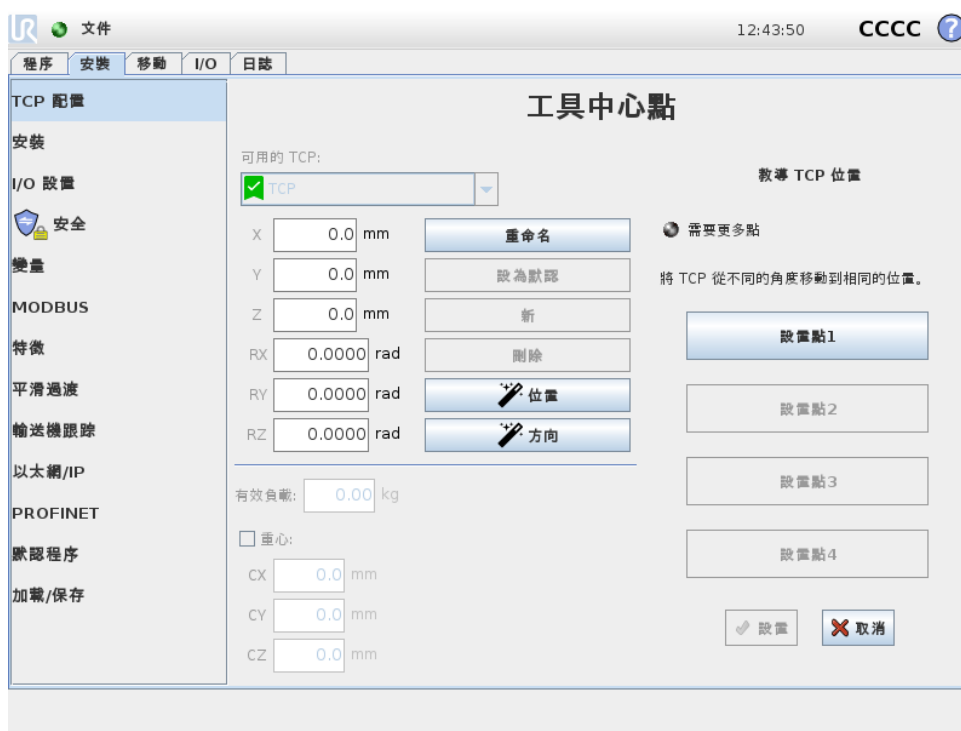 UR 文件 12:43:50 CCCC ?
程序 安裝 移動 I/O 日誌
TCP 配置
安裝
I/O 設置
安全
變量
MODBUS
特徵
平滑過渡
輸送機跟踪
以太網/IP
PROFINET
默認程序
加載/保存
工具中心點
可用的 TCP:
TCP
X 0.0 mm 重命名
Y 0.0 mm 設為默認
Z 0.0 mm 新
RX 0.0000 rad 刪除
RY 0.0000 rad 位置
RZ 0.0000 rad 方向
有效負載: 0.00 kg
重心:
CX 0.0 mm
CY 0.0 mm
CZ 0.0 mm
教導 TCP 位置
需要更多點
將 TCP 從不同的角度移動到相同的位置。
設置點1
設置點2
設置點3
設置點4
設置 取消